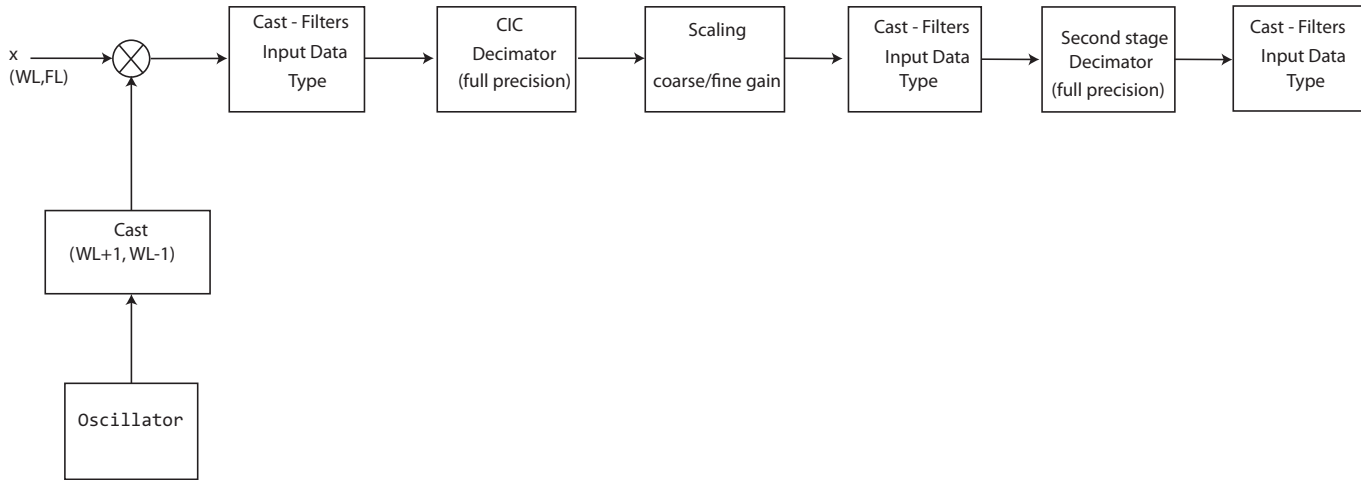 x
(WL,FL)
Cast - Filters
Input Data
Type
CIC
Decimator
(full precision)
Scaling
coarse/fine gain
Cast - Filters
Input Data
Type
Second stage
Decimator
(full precision)
Cast - Filters
Input Data
Type
Cast
(WL+1, WL-1)
Oscillator